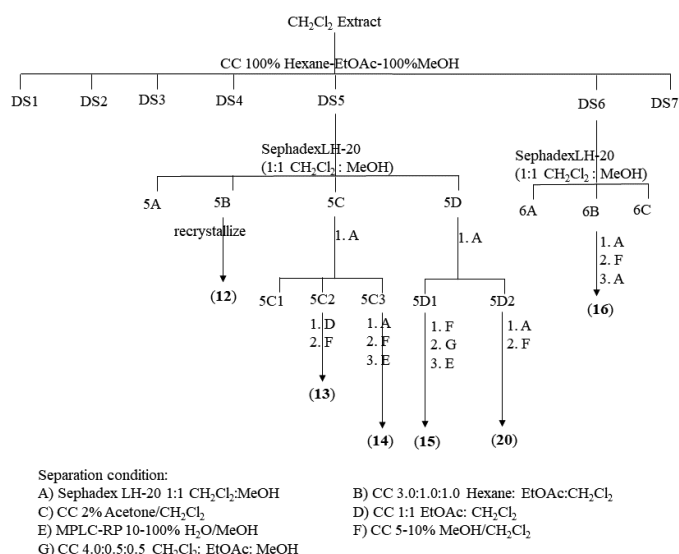 CH₂Cl₂ Extract
CC 100% Hexane-EtOAc-100%MeOH
DS1 DS2 DS3 DS4 DS5 DS6 DS7
SephadexLH-20
(1:1 CH₂Cl₂ : MeOH)
SephadexLH-20
(1:1 CH₂Cl₂ : MeOH)
5A 5B 5C 5D 6A 6B 6C
recrystallize
1. A
1. A
1. A
2. F
3. A
(12)
(16)
5C1 5C2 5C3 5D1 5D2
1. D
2. F
1. A
2. F
3. E
1. F
2. G
3. E
1. A
2. F
(13)
(14) (15) (20)
Separation condition:
A) Sephadex LH-20 1:1 CH₂Cl₂:MeOH B) CC 3.0:1.0:1.0 Hexane: EtOAc:CH₂Cl₂
C) CC 2% Acetone/CH₂Cl₂ D) CC 1:1 EtOAc: CH₂Cl₂
E) MPLC-RP 10-100% H₂O/MeOH F) CC 5-10% MeOH/CH₂Cl₂
G) CC 4.0:0.5:0.5 CH₂Cl₂: EtOAc: MeOH